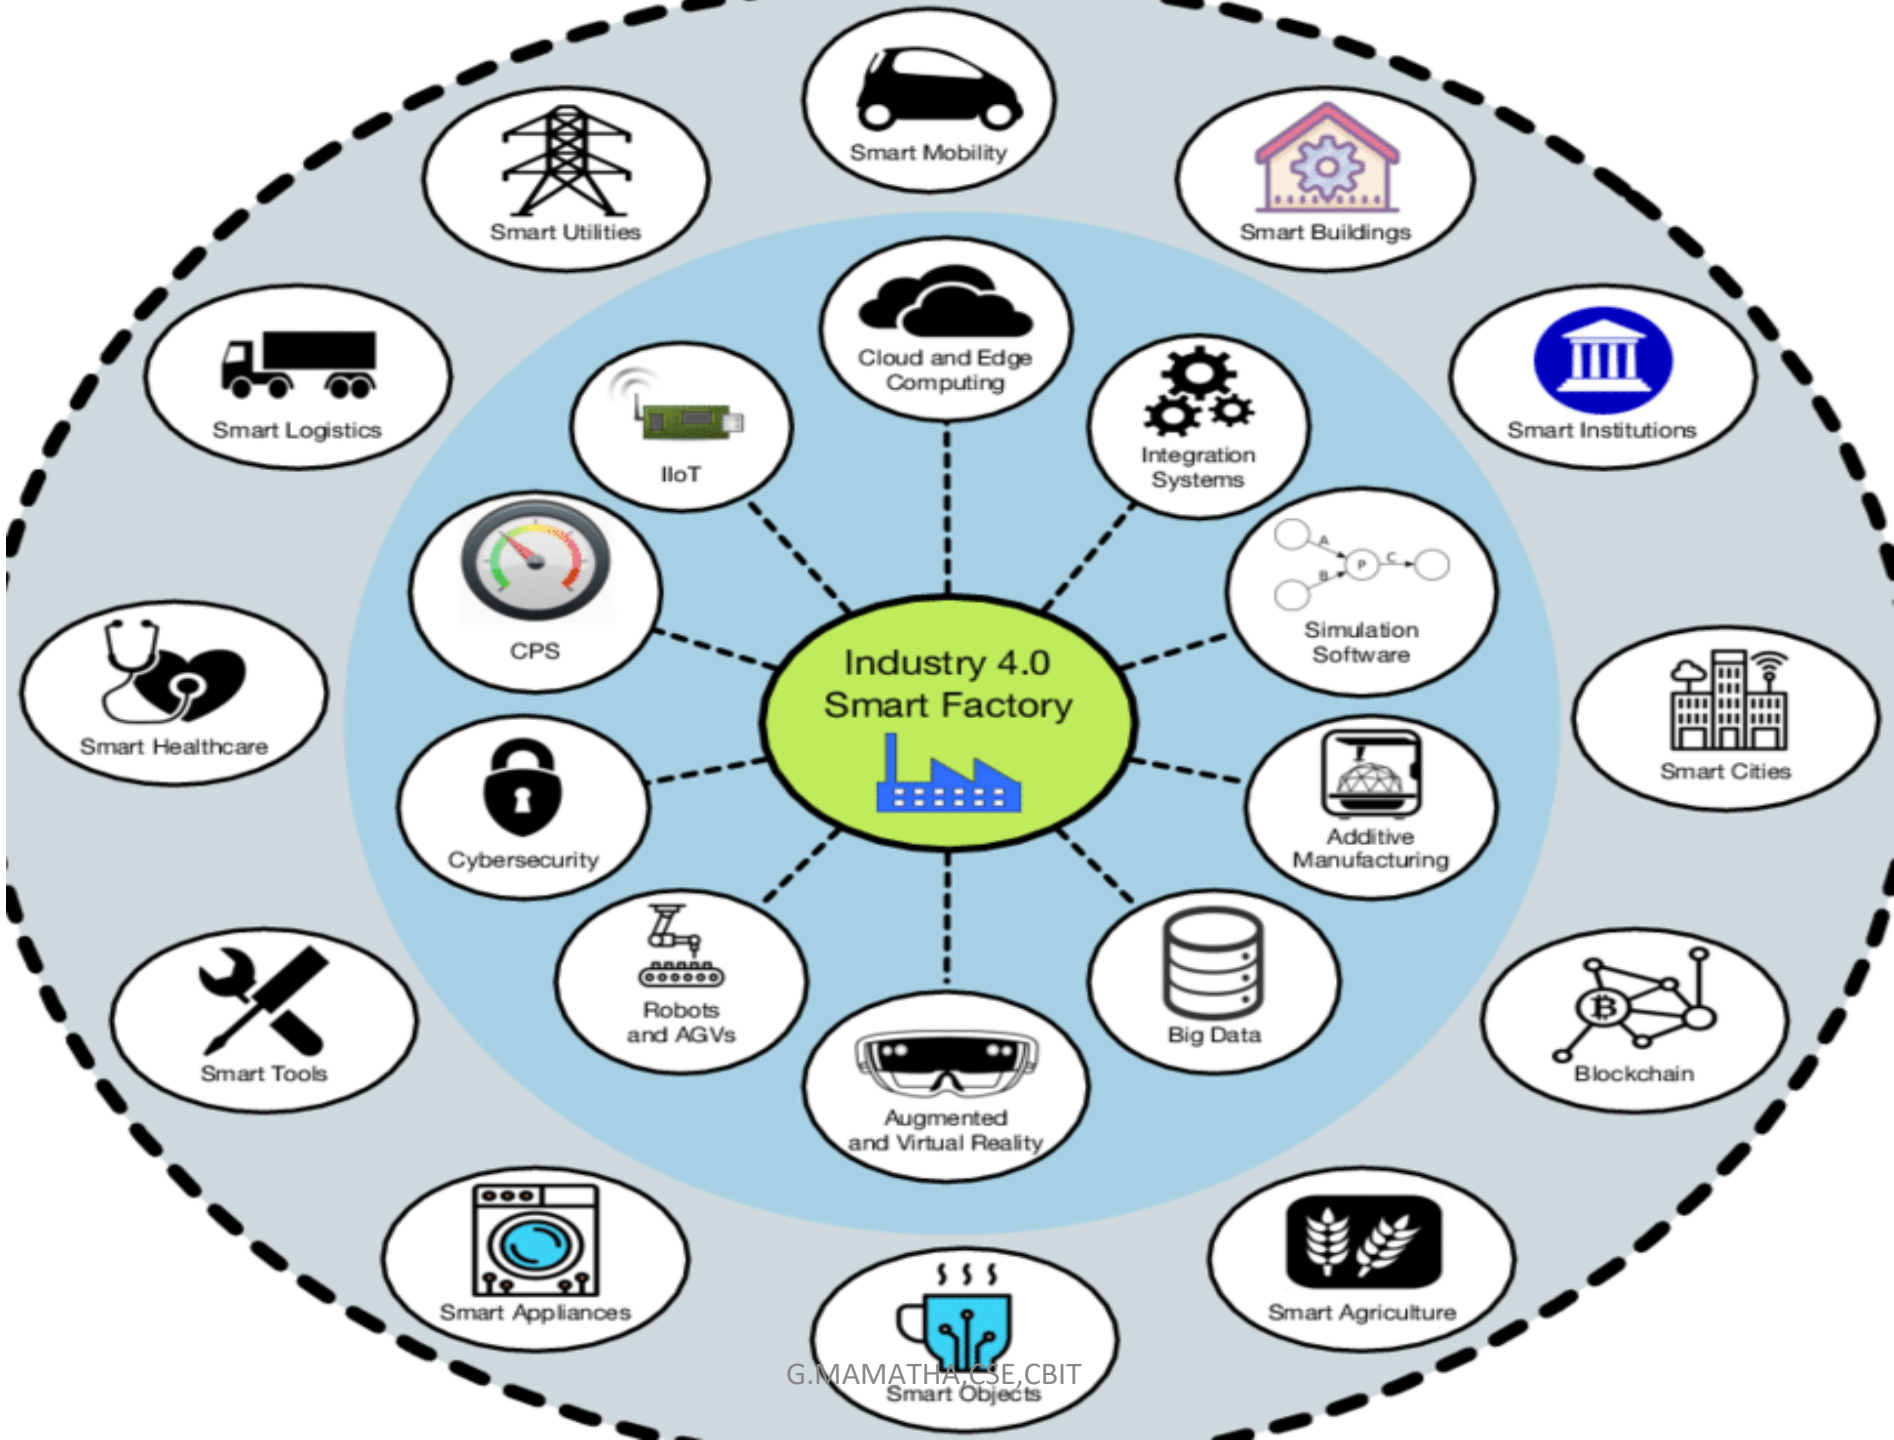 Smart Mobility
Smart Utilities
Smart Buildings
Smart Logistics
Smart Institutions
Cloud and Edge
Computing
IIoT
Integration
Systems
CPS
A
B
P
C
Simulation
Software
Industry 4.0
Smart Factory
Smart Healthcare
Smart Cities
Cybersecurity
Additive
Manufacturing
Robots
and AGVs
Big Data
Smart Tools
Blockchain
Augmented
and Virtual Reality
Smart Appliances
Smart Agriculture
G.MAMATHA,CSE,CBIT
Smart Objects